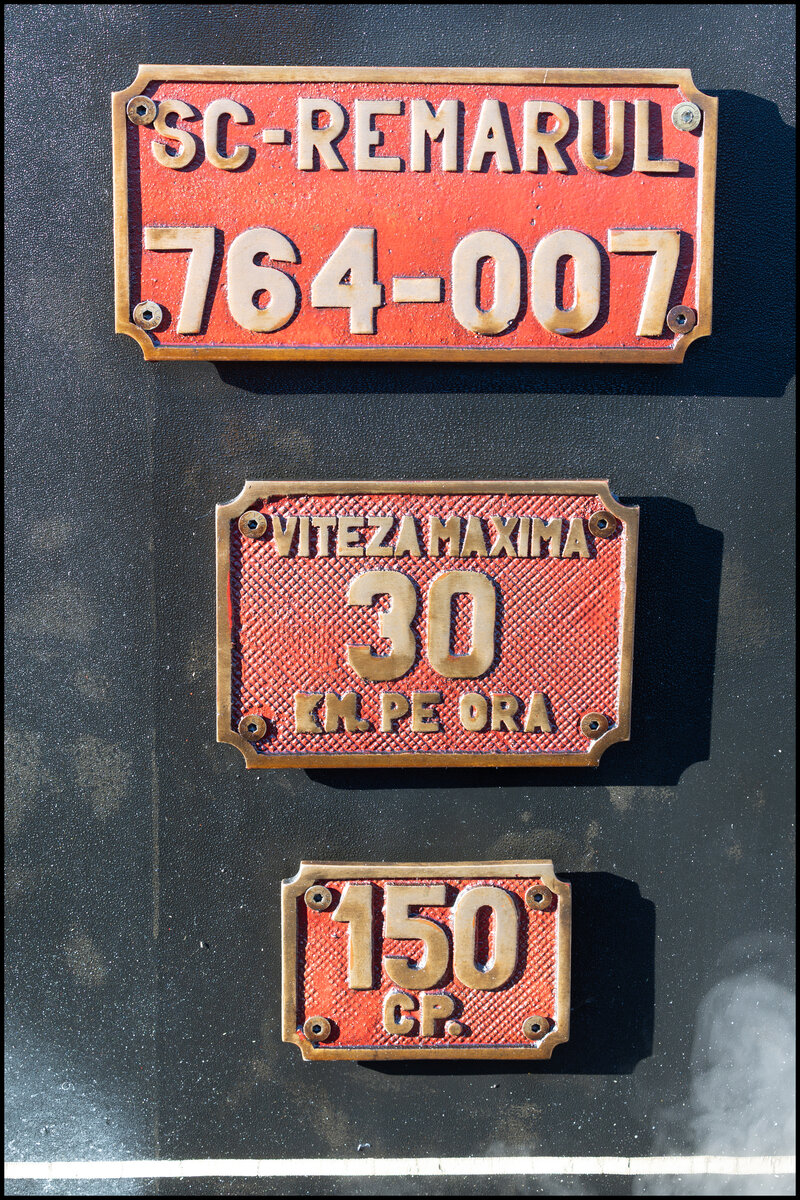 SC-REMARUL
764-007
VITEZA MAXIMA
30
KM. PE ORA
150
CP.